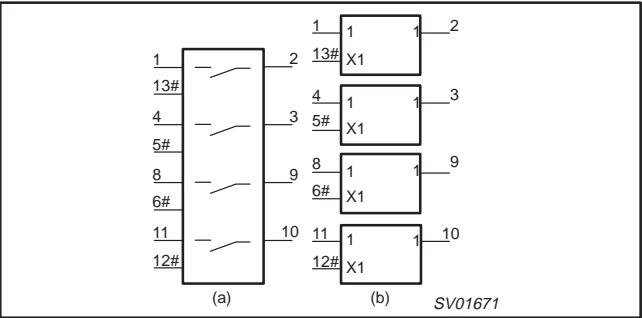 1 2
13#
4 3
5#
8 9
6#
11 10
12#
(a)
1 1 1 2
13# X1
4 1 1 3
5# X1
8 1 1 9
6# X1
11 1 1 10
12# X1
(b)
SV01671